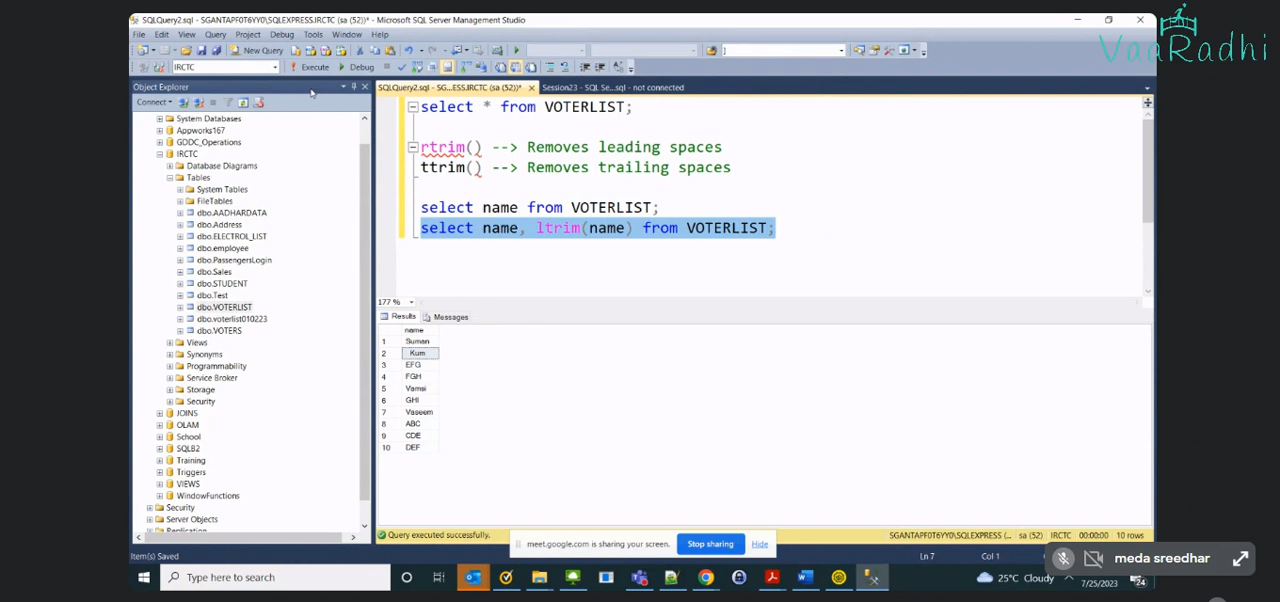 SQLQuery2.sql - SGANTAPF0T6YY0\SQLEXPRESS.IRCTC (sa (52))* - Microsoft SQL Server Management Studio
VaaRadhi
File Edit View Query Project Debug Tools Window Help
New Query
IRCTC Execute Debug
Object Explorer
SQLQuery2.sql - SG...ESS.IRCTC (sa (52))* Session23 - SQL Se...sql - not connected
Connect
System Databases
Appworks167
GDDC_Operations
IRCTC
Database Diagrams
Tables
System Tables
FileTables
dbo.AADHARDATA
dbo.Address
dbo.ELECTROL_LIST
dbo.employee
dbo.PassengersLogin
dbo.Sales
dbo.STUDENT
dbo.Test
dbo.VOTERLIST
dbo.voterlist010223
dbo.VOTERS
Views
Synonyms
Programmability
Service Broker
Storage
Security
JOINS
OLAM
School
SQLB2
Training
Triggers
VIEWS
WindowFunctions
Security
Server Objects
Replication
select * from VOTERLIST;
rtrim() --> Removes leading spaces
ttrim() --> Removes trailing spaces
select name from VOTERLIST;
select name, ltrim(name) from VOTERLIST;
177 %
Results Messages
name
1 Suman
2 Kum
3 EFG
4 FGH
5 Vamsi
6 GHI
7 Vaseem
8 ABC
9 CDE
10 DEF
Query executed successfully. SGANTAPF0T6YY0\SQLEXPRESS (... sa (52) IRCTC 00:00:00 10 rows
meet.google.com is sharing your screen. Stop sharing Hide
Item(s) Saved Ln 7 Col 1
meda sreedhar
Type here to search 25°C Cloudy 7/25/2023 24